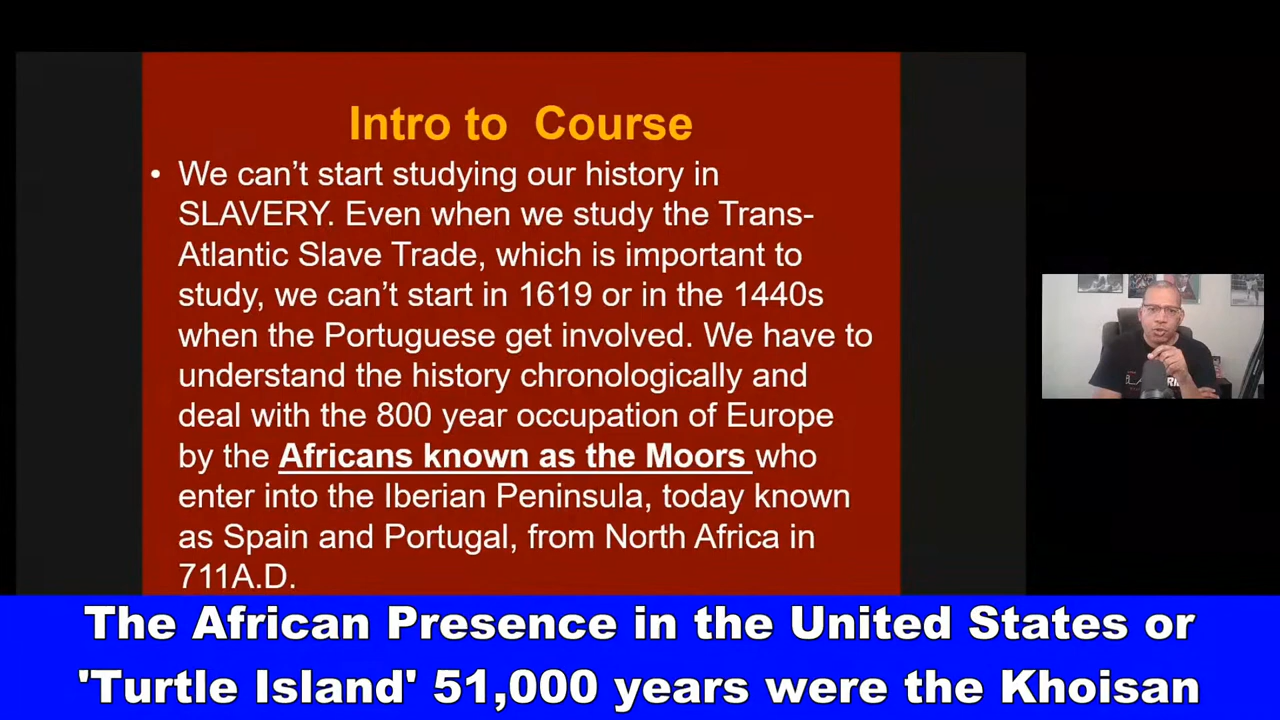 Intro to Course
• We can't start studying our history in
SLAVERY. Even when we study the Trans-
Atlantic Slave Trade, which is important to
study, we can't start in 1619 or in the 1440s
when the Portuguese get involved. We have to
understand the history chronologically and
deal with the 800 year occupation of Europe
by the Africans known as the Moors who
enter into the Iberian Peninsula, today known
as Spain and Portugal, from North Africa in
711A.D.
The African Presence in the United States or
'Turtle Island' 51,000 years were the Khoisan